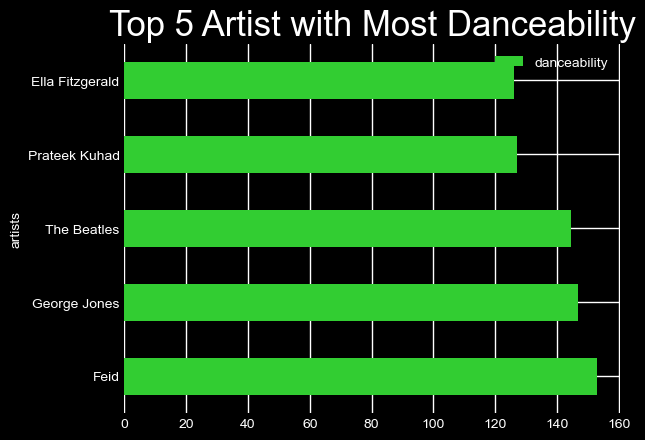 Top 5 Artist with Most Danceability
danceability
Ella Fitzgerald
Prateek Kuhad
The Beatles
George Jones
Feid
artists
0 20 40 60 80 100 120 140 160